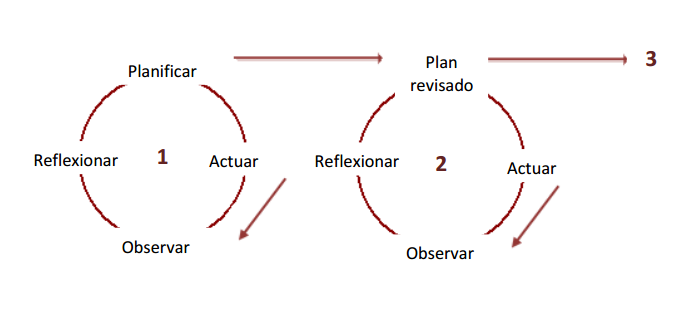 Planificar
Reflexionar
1
Actuar
Observar
Plan
revisado
Reflexionar
2
Actuar
Observar
3